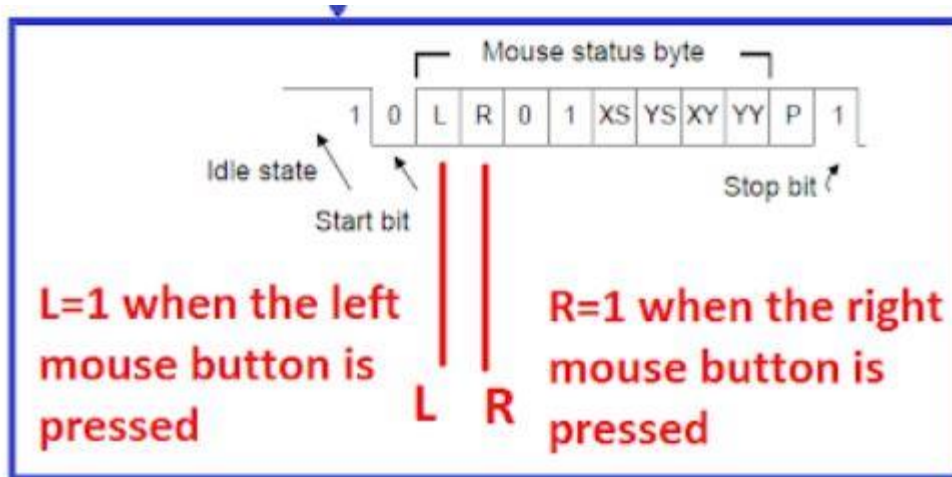 Mouse status byte
1 0 L R 0 1 XS YS XY YY P 1
Idle state
Start bit
Stop bit
L=1 when the left
mouse button is
pressed
L R
R=1 when the right
mouse button is
pressed